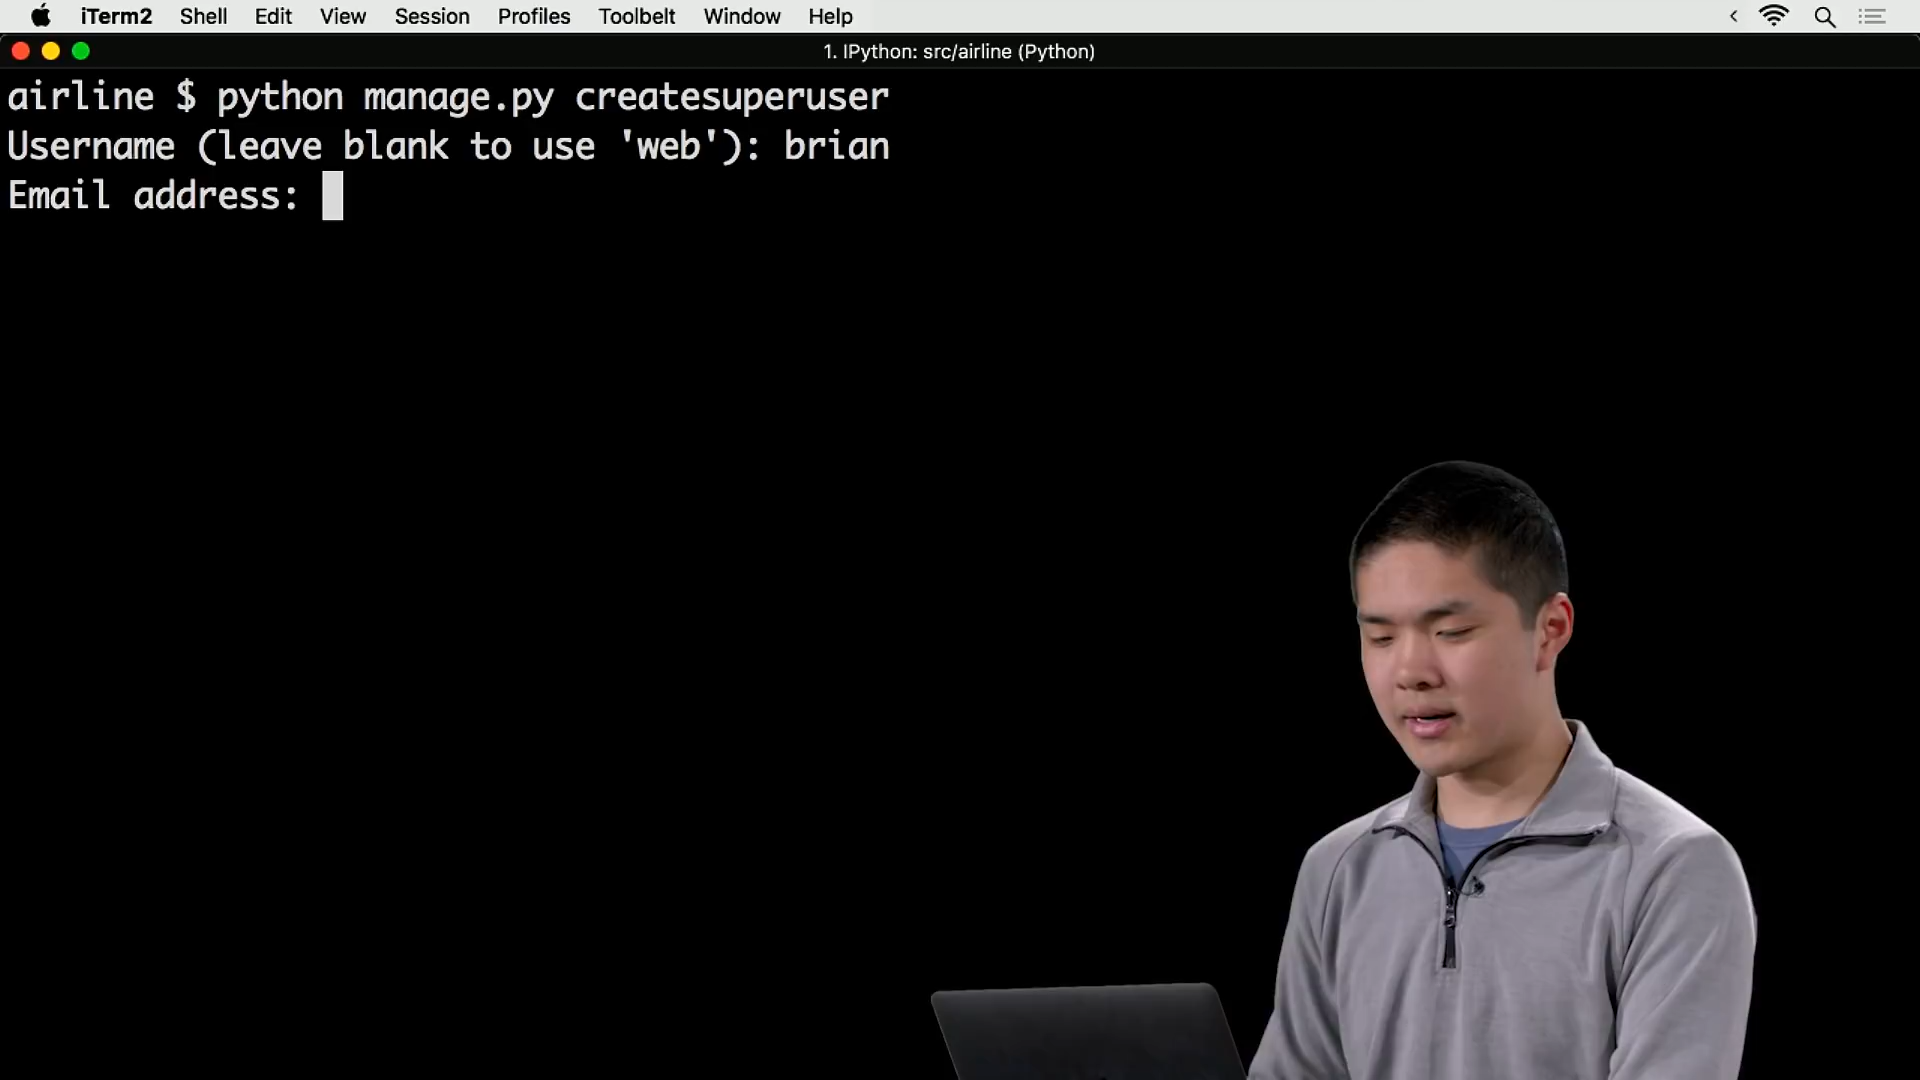 iTerm2 Shell Edit View Session Profiles Toolbelt Window Help
1. IPython: src/airline (Python)
airline $ python manage.py createsuperuser
Username (leave blank to use 'web'): brian
Email address: